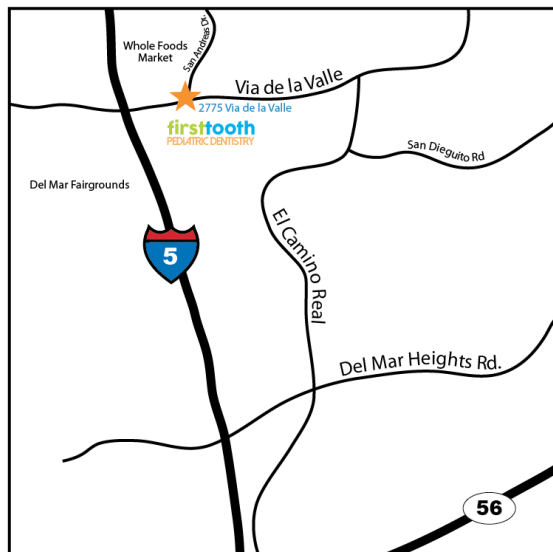 Whole Foods
Market
San Andreas Dr.
Via de la Valle
2775 Via de la Valle
firsttooth
PEDIATRIC DENTISTRY
San Dieguito Rd
Del Mar Fairgrounds
El Camino Real
5
Del Mar Heights Rd.
56